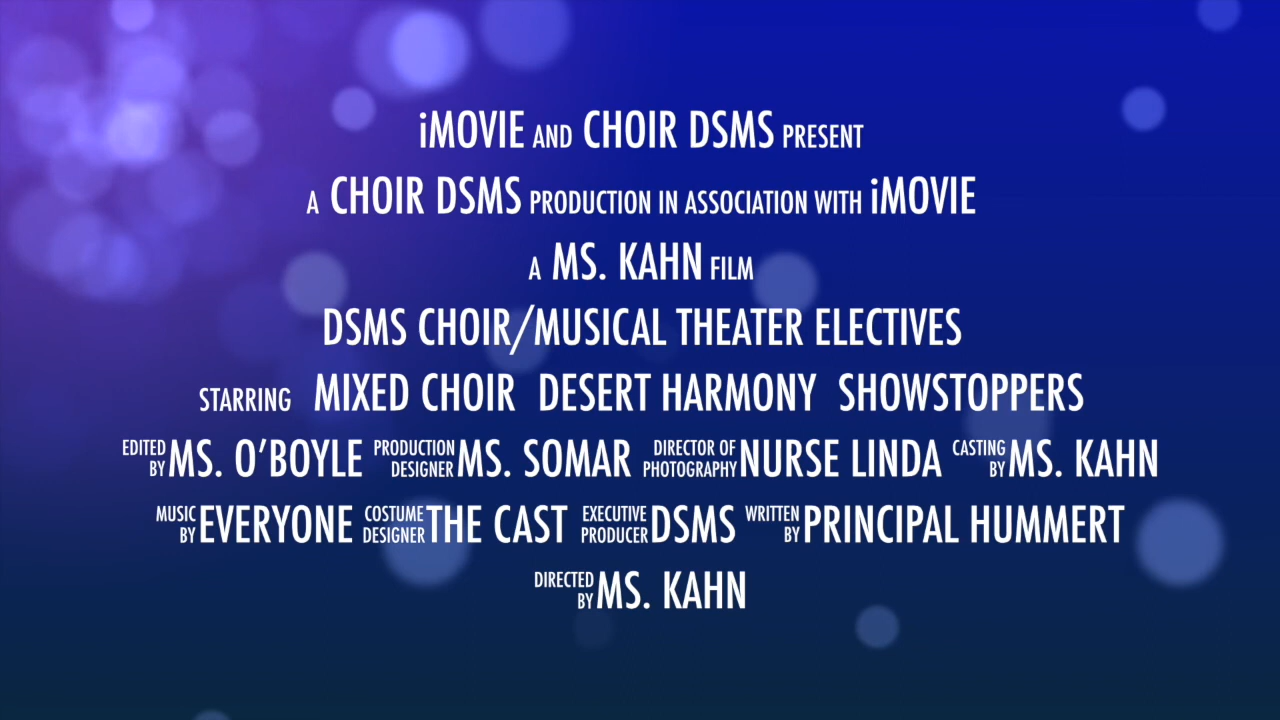 iMOVIE AND CHOIR DSMS PRESENT
A CHOIR DSMS PRODUCTION IN ASSOCIATION WITH iMOVIE
A MS. KAHN FILM
DSMS CHOIR/MUSICAL THEATER ELECTIVES
STARRING MIXED CHOIR DESERT HARMONY SHOWSTOPPERS
EDITED BY MS. O’BOYLE PRODUCTION DESIGNER MS. SOMAR DIRECTOR OF PHOTOGRAPHY NURSE LINDA CASTING BY MS. KAHN
MUSIC BY EVERYONE COSTUME DESIGNER THE CAST EXECUTIVE PRODUCER DSMS WRITTEN BY PRINCIPAL HUMMERT
DIRECTED BY MS. KAHN